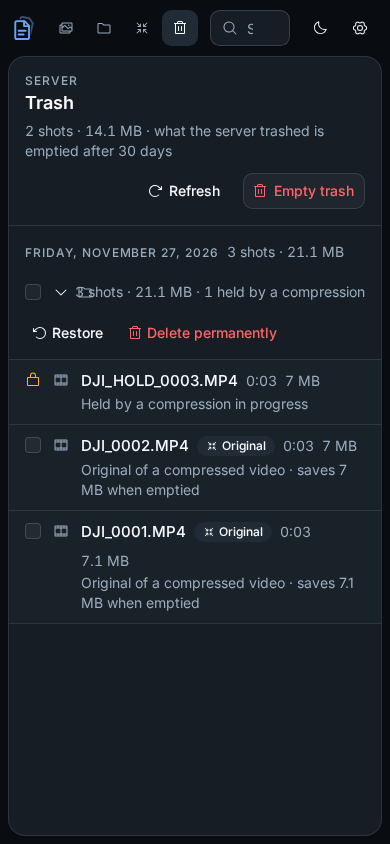 S
SERVER
Trash
2 shots · 14.1 MB · what the server trashed is
emptied after 30 days
Refresh
Empty trash
FRIDAY, NOVEMBER 27, 2026 3 shots · 21.1 MB
3 shots · 21.1 MB · 1 held by a compression
Restore
Delete permanently
DJI_HOLD_0003.MP4 0:03 7 MB
Held by a compression in progress
DJI_0002.MP4 Original 0:03 7 MB
Original of a compressed video · saves 7
MB when emptied
DJI_0001.MP4 Original 0:03
7.1 MB
Original of a compressed video · saves 7.1
MB when emptied